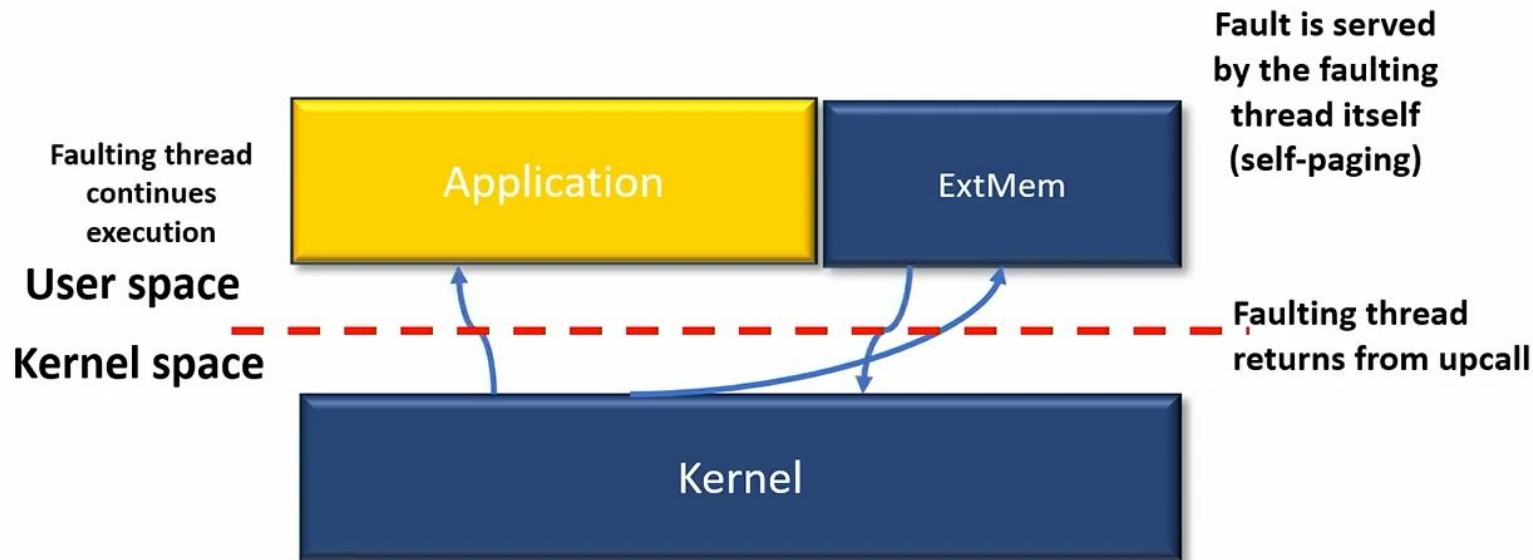 Fault is served
by the faulting
thread itself
(self-paging)
Faulting thread
continues
execution
Application
ExtMem
User space
Kernel space
Faulting thread
returns from upcall
Kernel